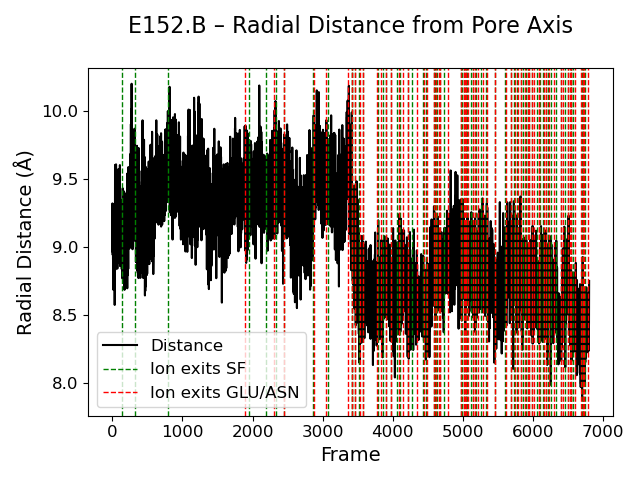 E152.B – Radial Distance from Pore Axis
Radial Distance (Å)
10.0
9.5
9.0
8.5
8.0
Distance
Ion exits SF
Ion exits GLU/ASN
0
1000
2000
3000
4000
5000
6000
7000
Frame